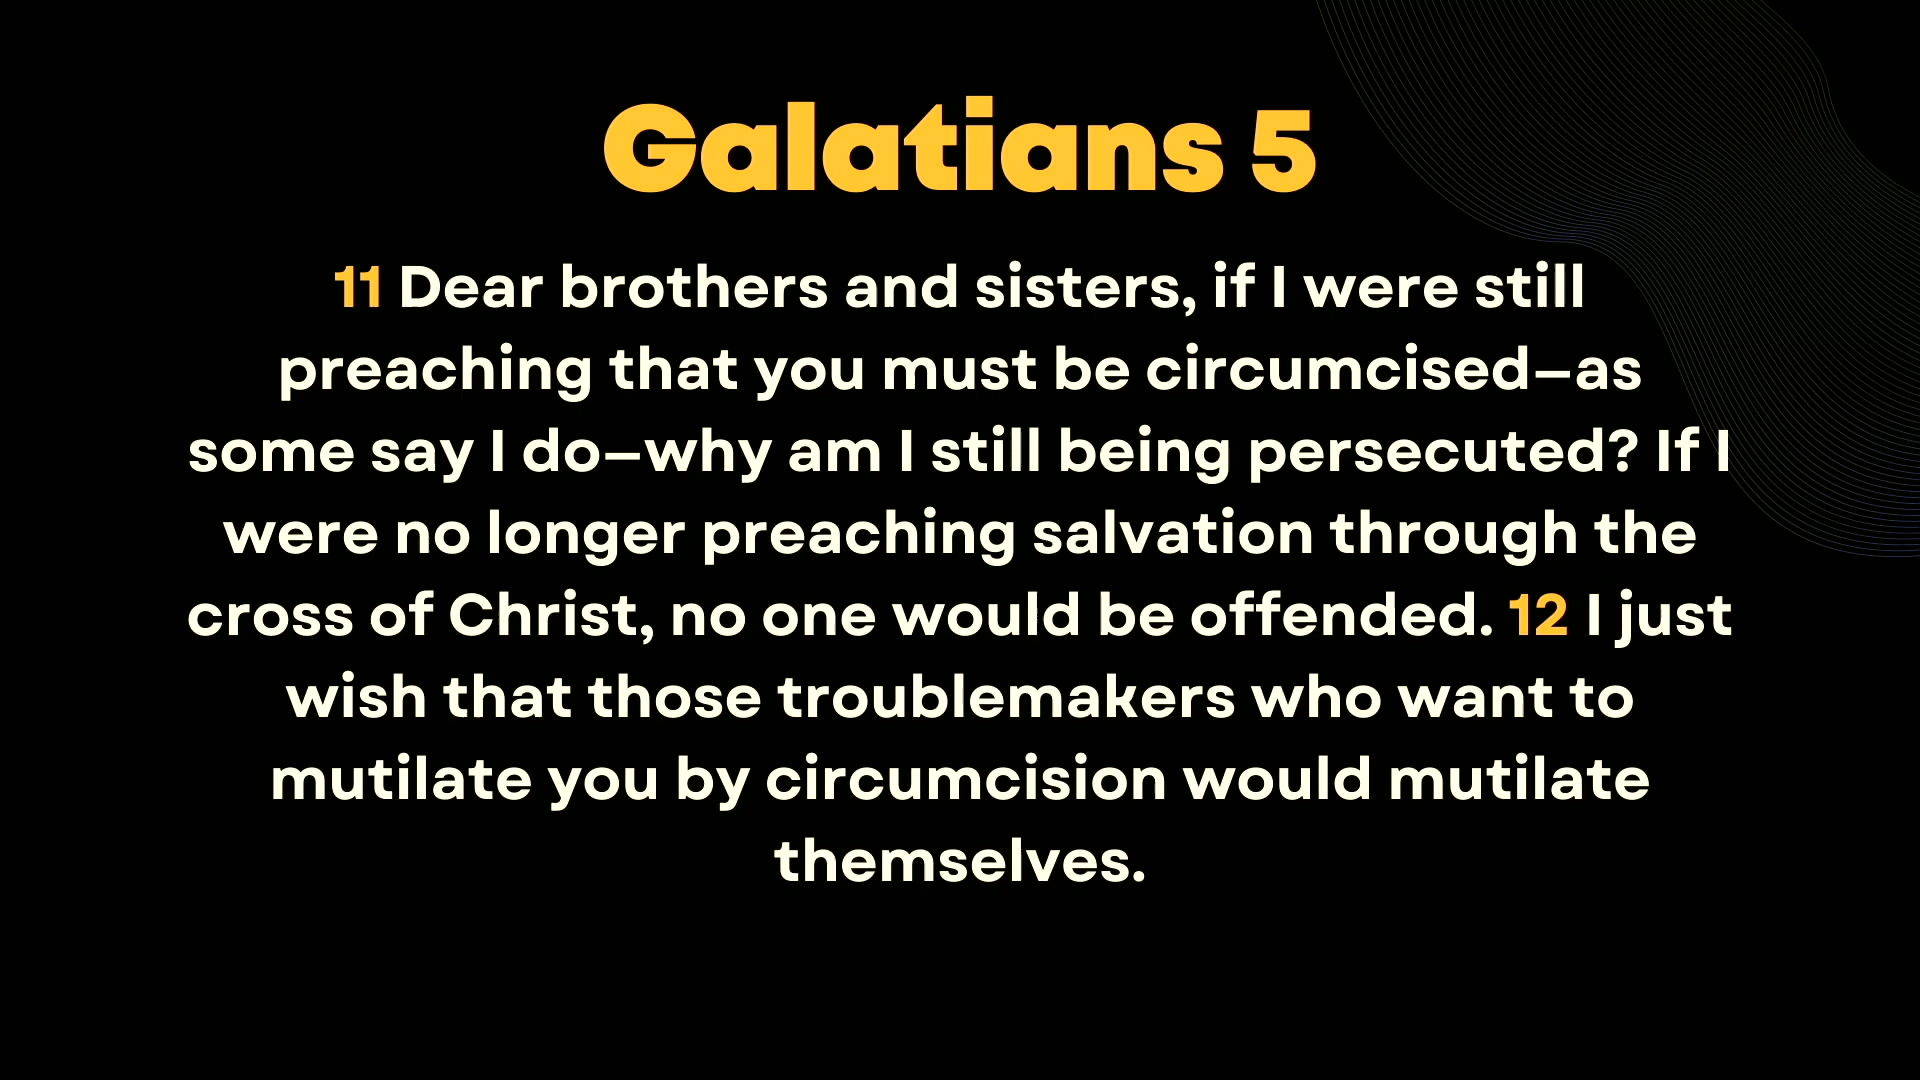 Galatians 5
11 Dear brothers and sisters, if I were still
preaching that you must be circumcised—as
some say I do—why am I still being persecuted? If I
were no longer preaching salvation through the
cross of Christ, no one would be offended. 12 I just
wish that those troublemakers who want to
mutilate you by circumcision would mutilate
themselves.